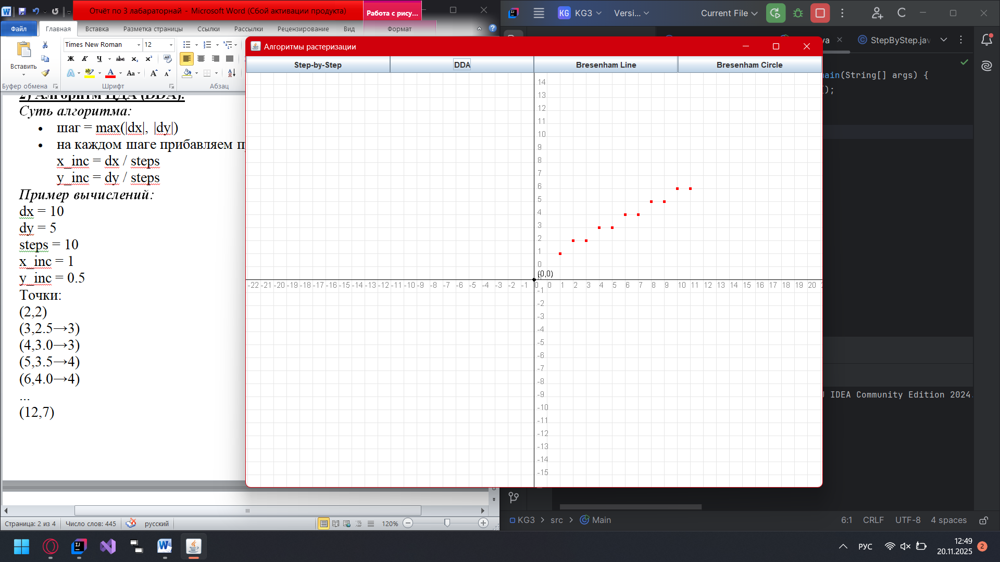 Отчёт по 3 лабараторнай - Microsoft Word (Сбой активации продукта)
Работа с рису...
Файл Главная Вставка Разметка страницы Ссылки Рассылки Рецензирование Вид Формат
Вставить
Times New Roman 12
Ж К Ч abc x₂ x²
Aa
Буфер обмена Шрифт Абзац
2) Алгоритм ЦДА (DDA):
Суть алгоритма:
• шаг = max(|dx|, |dy|)
• на каждом шаге прибавляем
x_inc = dx / steps
y_inc = dy / steps
Пример вычислений:
dx = 10
dy = 5
steps = 10
x_inc = 1
y_inc = 0.5
Точки:
(2,2)
(3,2.5→3)
(4,3.0→3)
(5,3.5→4)
(6,4.0→4)
...
(12,7)
Страница: 2 из 4 Число слов: 445 русский 120%
Алгоритмы растеризации
Step-by-Step DDA Bresenham Line Bresenham Circle
14
13
12
11
10
9
8
7
6
5
4
3
2
1
0
(0,0)
-22 -21 -20 -19 -18 -17 -16 -15 -14 -13 -12 -11 -10 -9 -8 -7 -6 -5 -4 -3 -2 -1 0 0 1 2 3 4 5 6 7 8 9 10 11 12 13 14 15 16 17 18 19 20
-1
-2
-3
-4
-5
-6
-7
-8
-9
-10
-11
-12
-13
-14
-15
KG KG3 Versi... Current File
StepByStep.jav
main(String[] args) {
);
IDEA Community Edition 2024.
KG3 > src > Main 6:1 CRLF UTF-8 4 spaces
РУС
12:49
20.11.2025
2